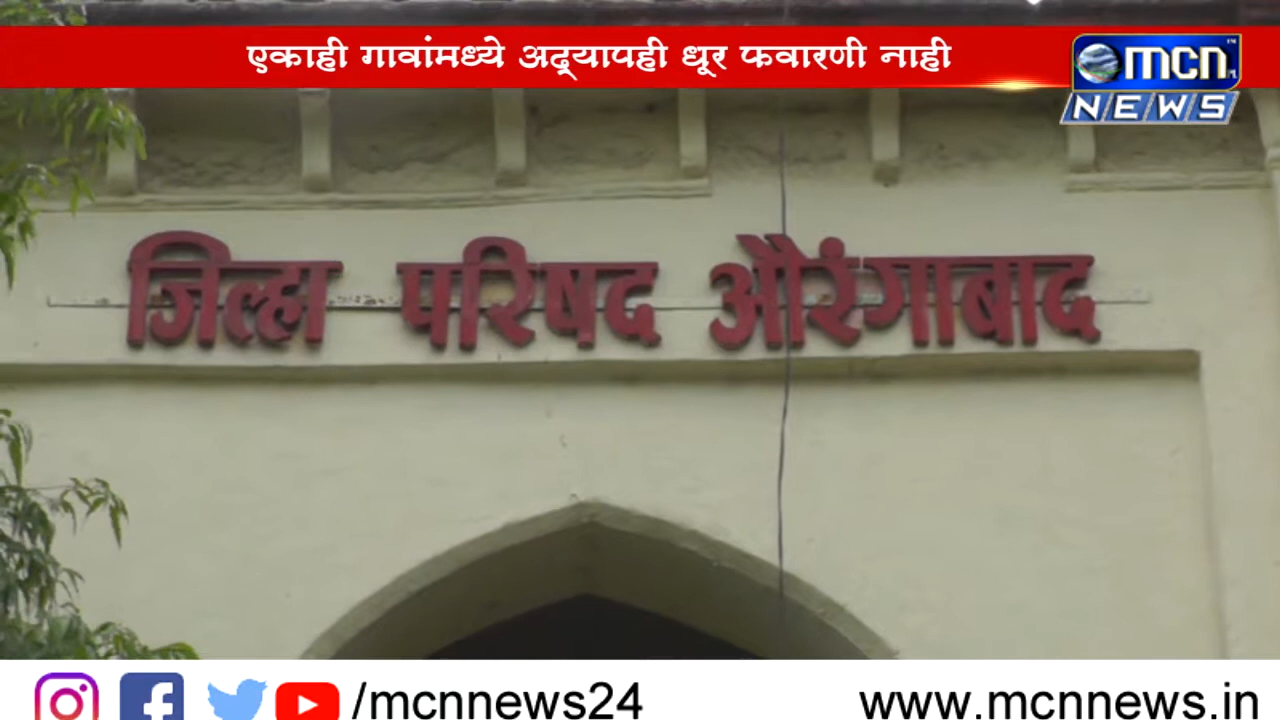 एकाही गावांमध्ये अद्यापही धूर फवारणी नाही
mcn
NEWS
जिल्हा परिषद औरंगाबाद
/mcnnews24
www.mcnnews.in